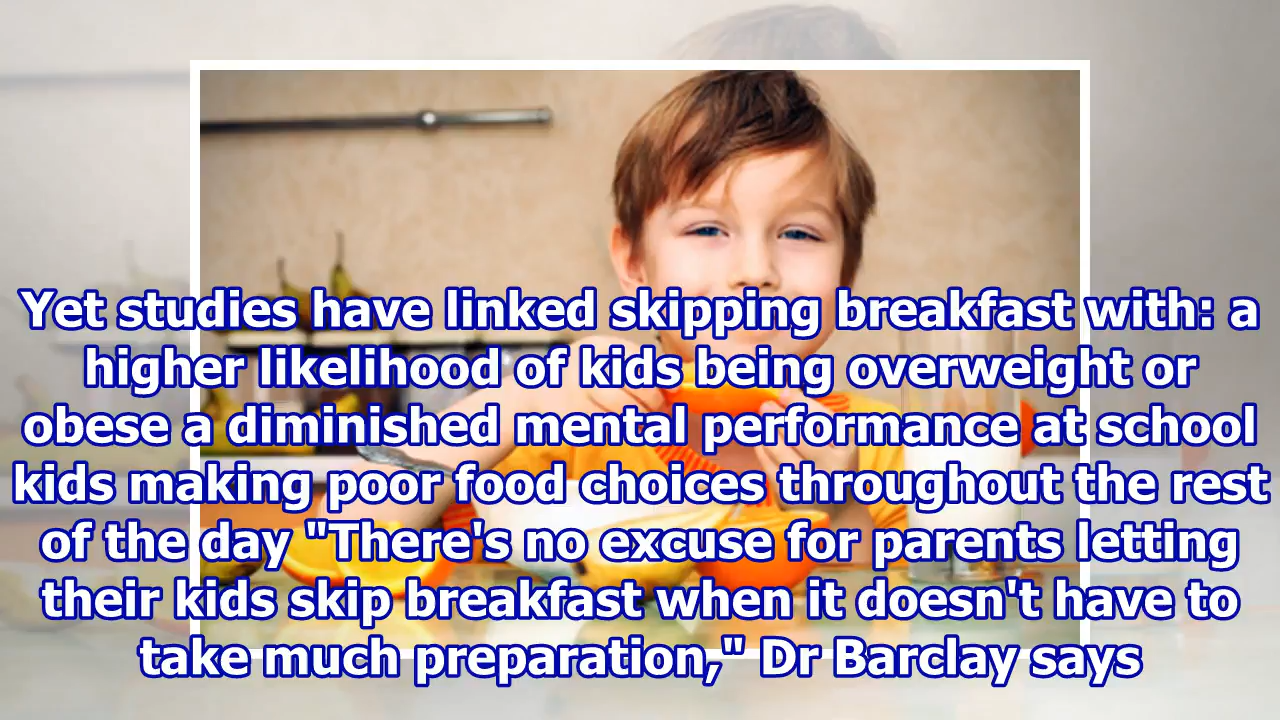 Yet studies have linked skipping breakfast with: a
higher likelihood of kids being overweight or
obese a diminished mental performance at school
kids making poor food choices throughout the rest
of the day "There's no excuse for parents letting
their kids skip breakfast when it doesn't have to
take much preparation," Dr Barclay says